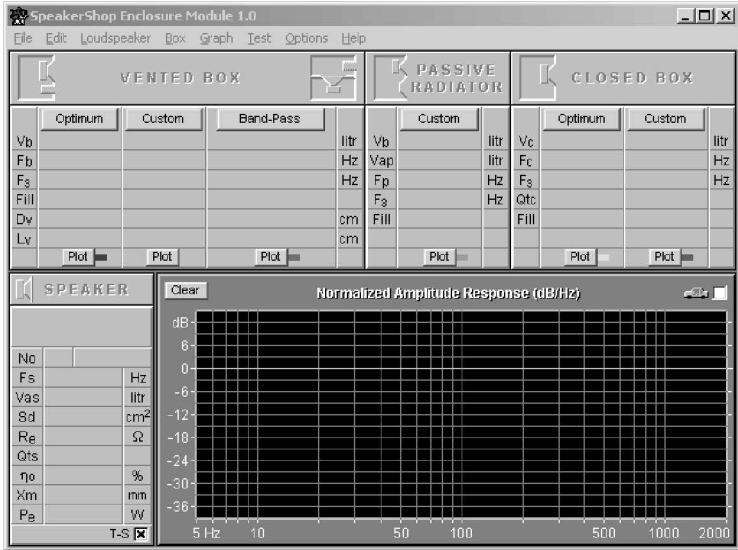 SpeakerShop Enclosure Module 1.0
File Edit Loudspeaker Box Graph Test Options Help
VENTED BOX
PASSIVE RADIATOR
CLOSED BOX
Optimum Custom Band-Pass Custom Optimum Custom
Vb litr Vb litr Vc litr
Fb Hz Vap litr Fc Hz
F3 Hz Fp Hz F3 Hz
Fill F3 Hz Qtc
Dv cm Fill Fill
Lv cm
Plot Plot Plot Plot Plot Plot
SPEAKER
No
Fs Hz
Vas litr
Sd cm²
Re Ω
Qts
ηo %
Xm mm
Pe W
T-S
Clear Normalized Amplitude Response (dB/Hz)
dB
6
0
-6
-12
-18
-24
-30
-36
5 Hz 10 50 100 500 1000 2000